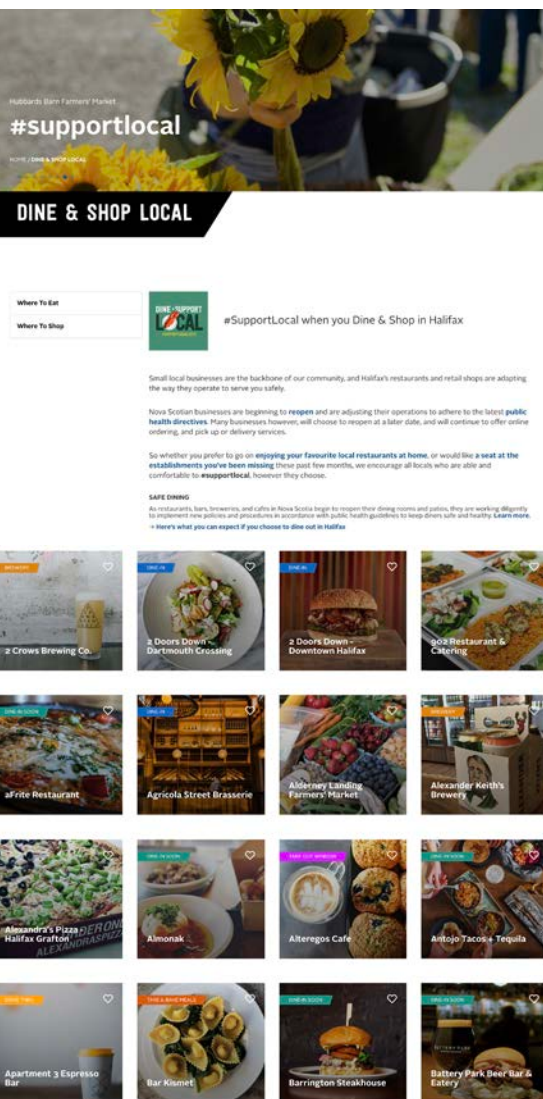 Hubbards Barn Farmers' Market
#supportlocal
HOME / DINE & SHOP LOCAL
DINE & SHOP LOCAL
Where To Eat
Where To Shop
DINE + SUPPORT
LOCAL
#SupportLocal when you Dine & Shop in Halifax
Small local businesses are the backbone of our community, and Halifax's restaurants and retail shops are adapting
the way they operate to serve you safely.
Nova Scotian businesses are beginning to reopen and are adjusting their operations to adhere to the latest public
health directives. Many businesses however, will choose to reopen at a later date, and will continue to offer online
ordering, and pick up or delivery services.
So whether you prefer to go on enjoying your favourite local restaurants at home, or would like a seat at the
establishments you've been missing these past few months, we encourage all locals who are able and
comfortable to #supportlocal, however they choose.
SAFE DINING
As restaurants, bars, breweries, and cafes in Nova Scotia begin to reopen their dining rooms and patios, they are working diligently
to implement new policies and procedures in accordance with public health guidelines to keep diners safe and healthy. Learn more.
→ Here's what you can expect if you choose to dine out in Halifax
BREWERY
2 Crows Brewing Co.
DINE-IN
2 Doors Down -
Dartmouth Crossing
DINE-IN
2 Doors Down -
Downtown Halifax
902 Restaurant &
Catering
DINE-IN SOON
aFrite Restaurant
DINE-IN
Agricola Street Brasserie
Alderney Landing
Farmers' Market
BREWERY
Alexander Keith's
Brewery
Alexandra's Pizza -
Halifax Grafton
ALEXANDRASPIZZA
DINE-IN SOON
Almonak
TAKE-OUT WINDOW
Alteregos Cafe
DINE-IN SOON
Antojo Tacos + Tequila
Apartment 3 Espresso
Bar
TAKE & BAKE MEALS
Bar Kismet
DINE-IN SOON
Barrington Steakhouse
DINE-IN SOON
Battery Park Beer Bar &
Eatery